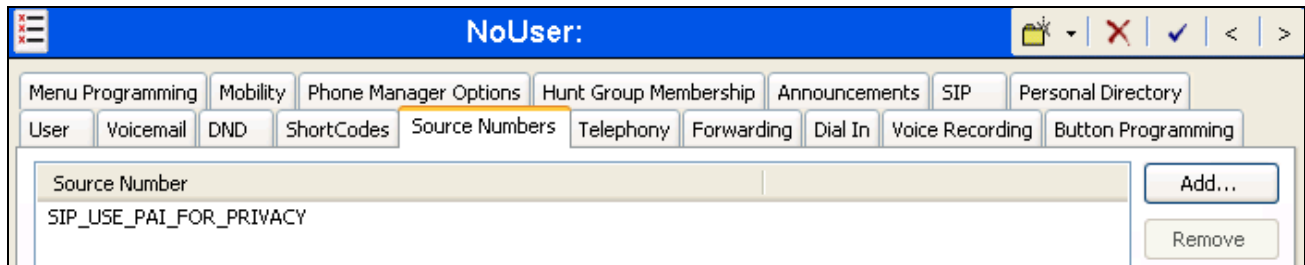 NoUser:
< >
Menu Programming Mobility Phone Manager Options Hunt Group Membership Announcements SIP Personal Directory
User Voicemail DND ShortCodes Source Numbers Telephony Forwarding Dial In Voice Recording Button Programming
Source Number
Add...
SIP_USE_PAI_FOR_PRIVACY
Remove